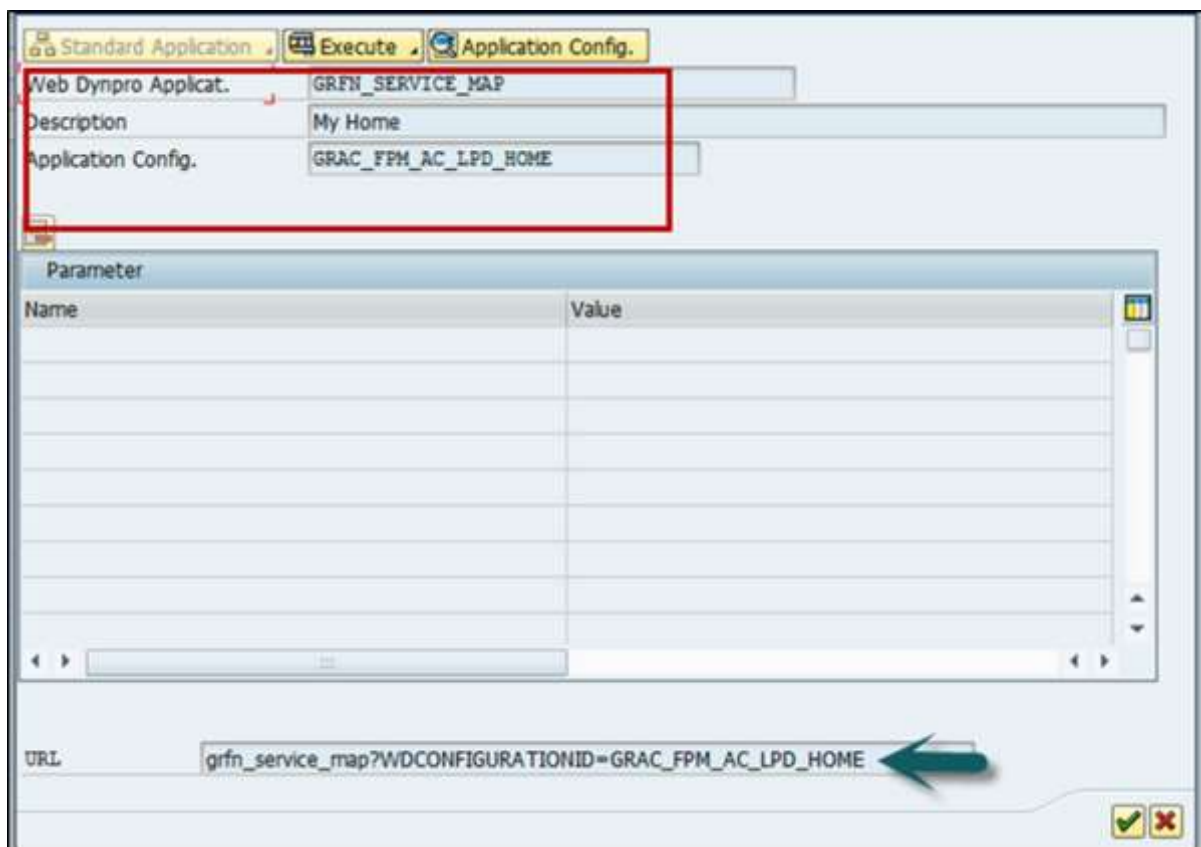 Standard Application Execute Application Config.
Web Dynpro Applicat. GRFN_SERVICE_MAP
Description My Home
Application Config. GRAC_FPM_AC_LPD_HOME
Parameter
Name Value
URL grfn_service_map?WDCONFIGURATIONID=GRAC_FPM_AC_LPD_HOME